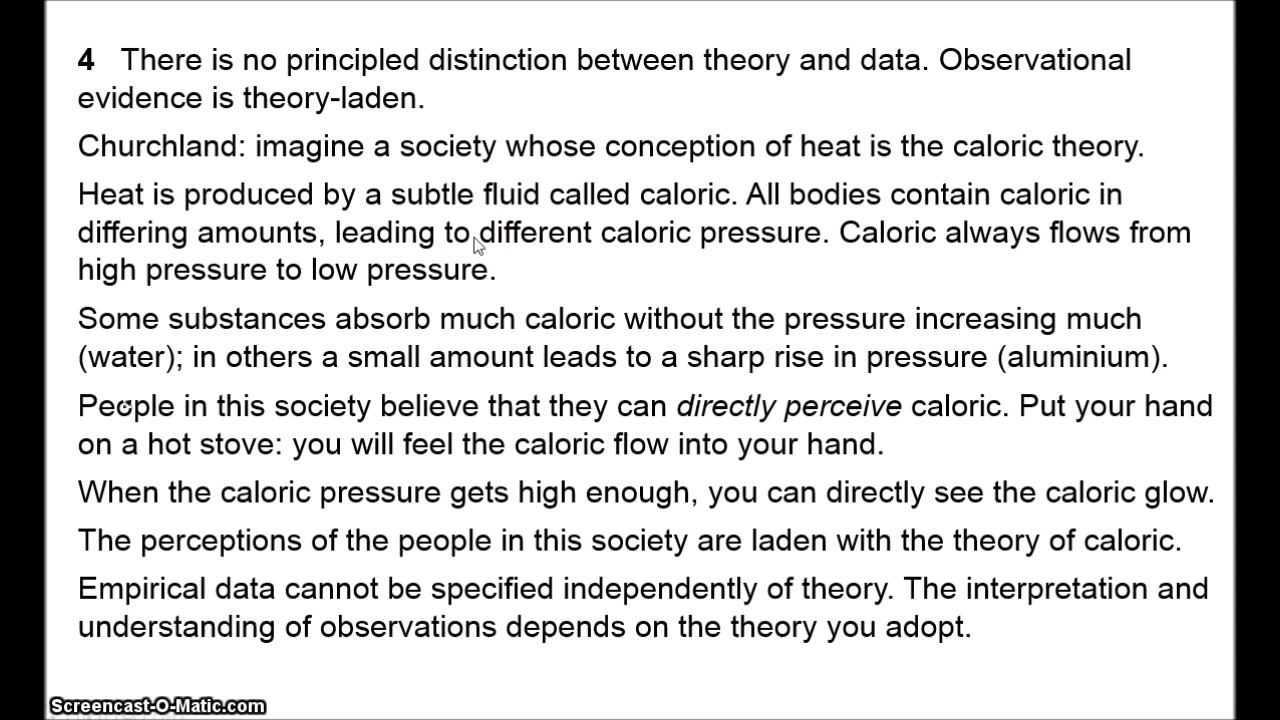 4 There is no principled distinction between theory and data. Observational
evidence is theory-laden.
Churchland: imagine a society whose conception of heat is the caloric theory.
Heat is produced by a subtle fluid called caloric. All bodies contain caloric in
differing amounts, leading to different caloric pressure. Caloric always flows from
high pressure to low pressure.
Some substances absorb much caloric without the pressure increasing much
(water); in others a small amount leads to a sharp rise in pressure (aluminium).
People in this society believe that they can directly perceive caloric. Put your hand
on a hot stove: you will feel the caloric flow into your hand.
When the caloric pressure gets high enough, you can directly see the caloric glow.
The perceptions of the people in this society are laden with the theory of caloric.
Empirical data cannot be specified independently of theory. The interpretation and
understanding of observations depends on the theory you adopt.
Screencast-O-Matic.com